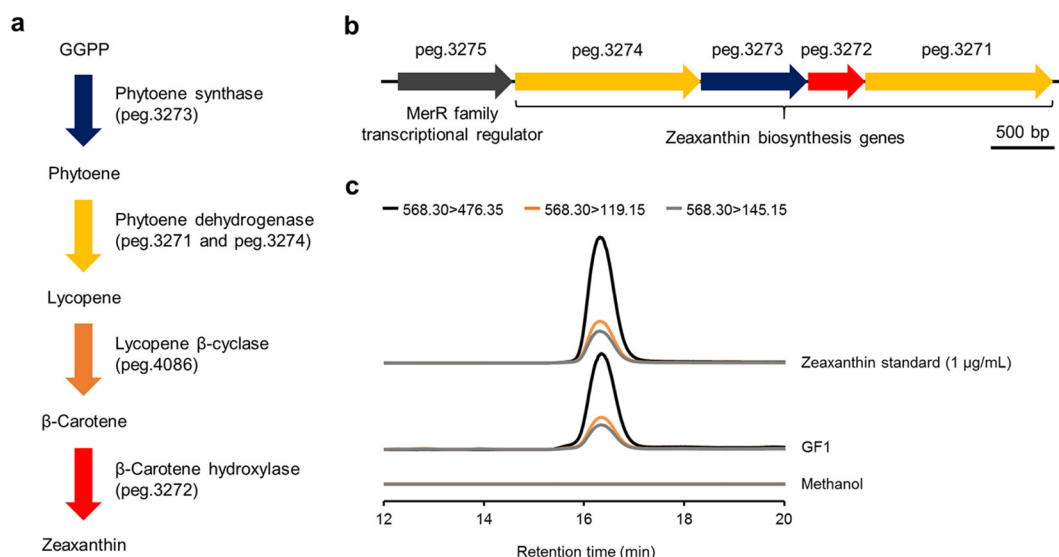 a
GGPP
Phytoene synthase
(peg.3273)
Phytoene
Phytoene dehydrogenase
(peg.3271 and peg.3274)
Lycopene
Lycopene β-cyclase
(peg.4086)
β-Carotene
β-Carotene hydroxylase
(peg.3272)
Zeaxanthin
b
peg.3275 peg.3274 peg.3273 peg.3272 peg.3271
MerR family
transcriptional regulator
Zeaxanthin biosynthesis genes
500 bp
c
568.30>476.35 568.30>119.15 568.30>145.15
Zeaxanthin standard (1 µg/mL)
GF1
Methanol
12 14 16 18 20
Retention time (min)